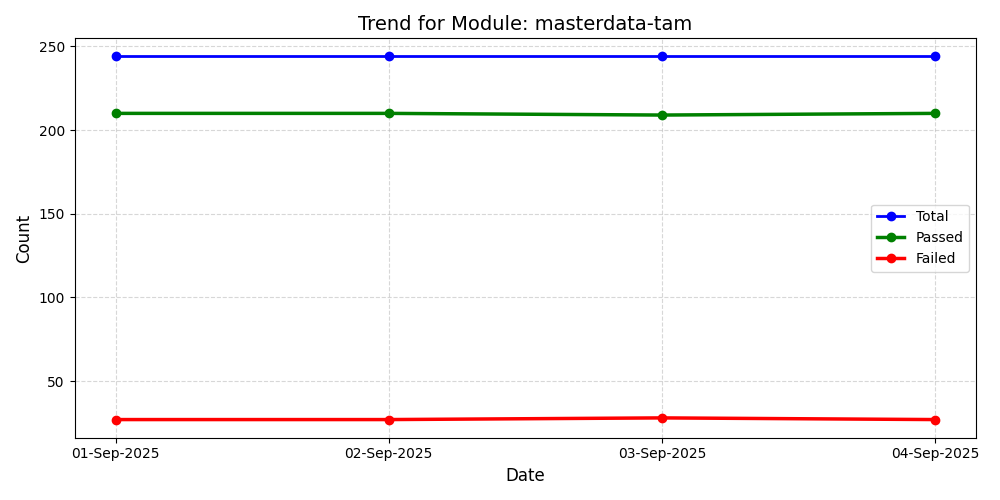 Trend for Module: masterdata-tam
Count
250
200
150
100
50
Total
Passed
Failed
01-Sep-2025
02-Sep-2025
03-Sep-2025
04-Sep-2025
Date